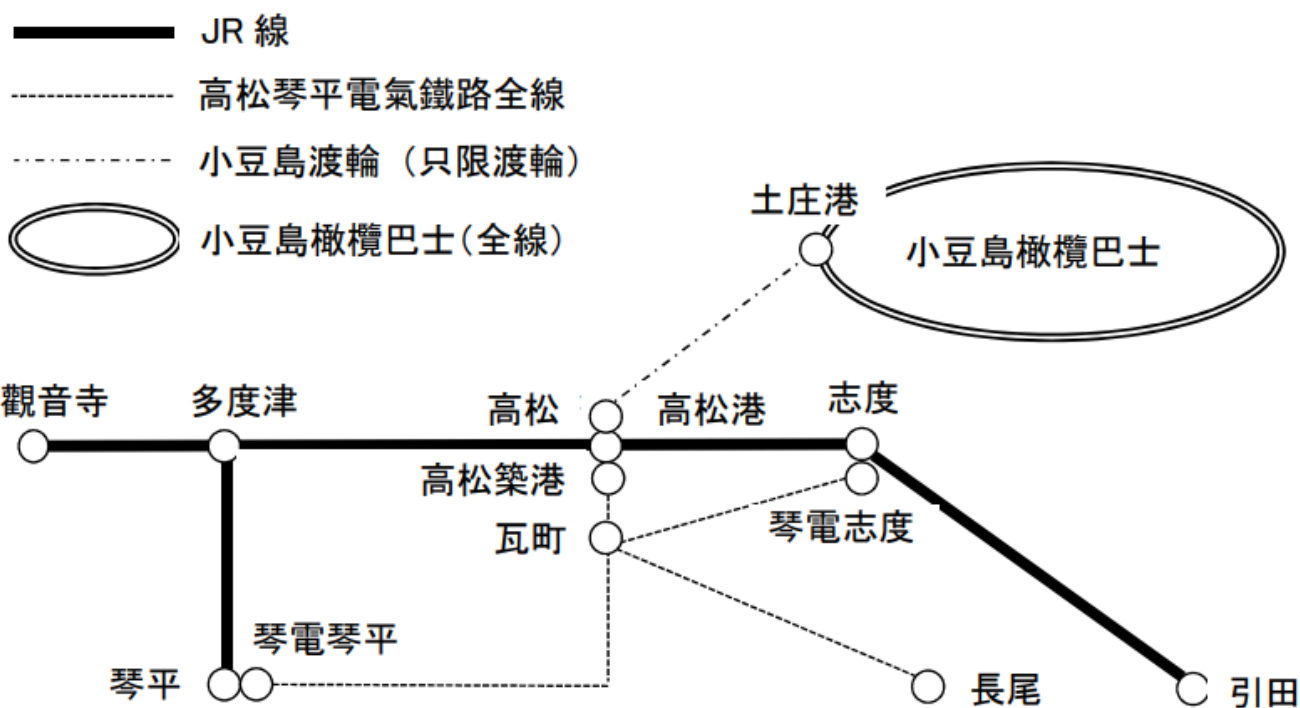 JR 線
高松琴平電氣鐵路全線
小豆島渡輪（只限渡輪）
小豆島橄欖巴士(全線)
土庄港
小豆島橄欖巴士
觀音寺
多度津
高松
高松港
志度
高松築港
瓦町
琴電志度
琴電琴平
琴平
長尾
引田